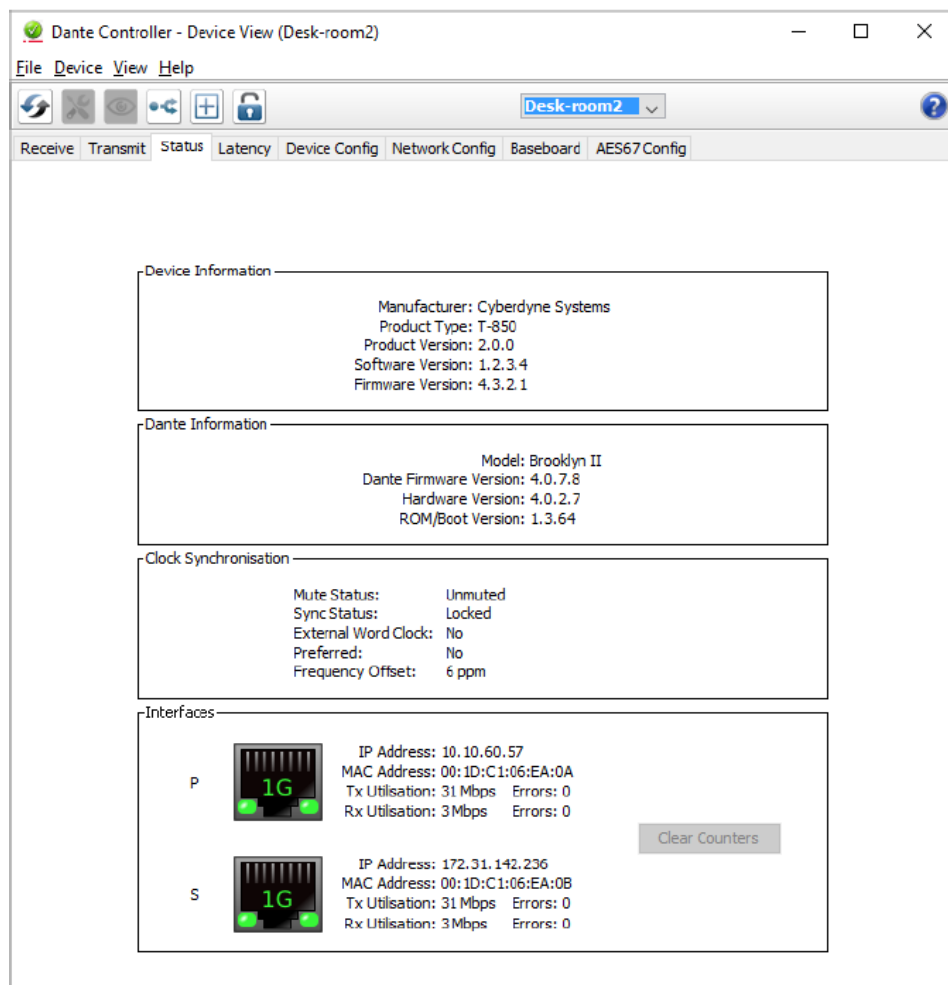 Dante Controller - Device View (Desk-room2)
File Device View Help
Desk-room2
Receive Transmit Status Latency Device Config Network Config Baseboard AES67 Config
Device Information
Manufacturer: Cyberdyne Systems
Product Type: T-850
Product Version: 2.0.0
Software Version: 1.2.3.4
Firmware Version: 4.3.2.1
Dante Information
Model: Brooklyn II
Dante Firmware Version: 4.0.7.8
Hardware Version: 4.0.2.7
ROM/Boot Version: 1.3.64
Clock Synchronisation
Mute Status: Unmuted
Sync Status: Locked
External Word Clock: No
Preferred: No
Frequency Offset: 6 ppm
Interfaces
P
1G
IP Address: 10.10.60.57
MAC Address: 00:1D:C1:06:EA:0A
Tx Utilisation: 31 Mbps Errors: 0
Rx Utilisation: 3 Mbps Errors: 0
Clear Counters
S
1G
IP Address: 172.31.142.236
MAC Address: 00:1D:C1:06:EA:0B
Tx Utilisation: 31 Mbps Errors: 0
Rx Utilisation: 3 Mbps Errors: 0